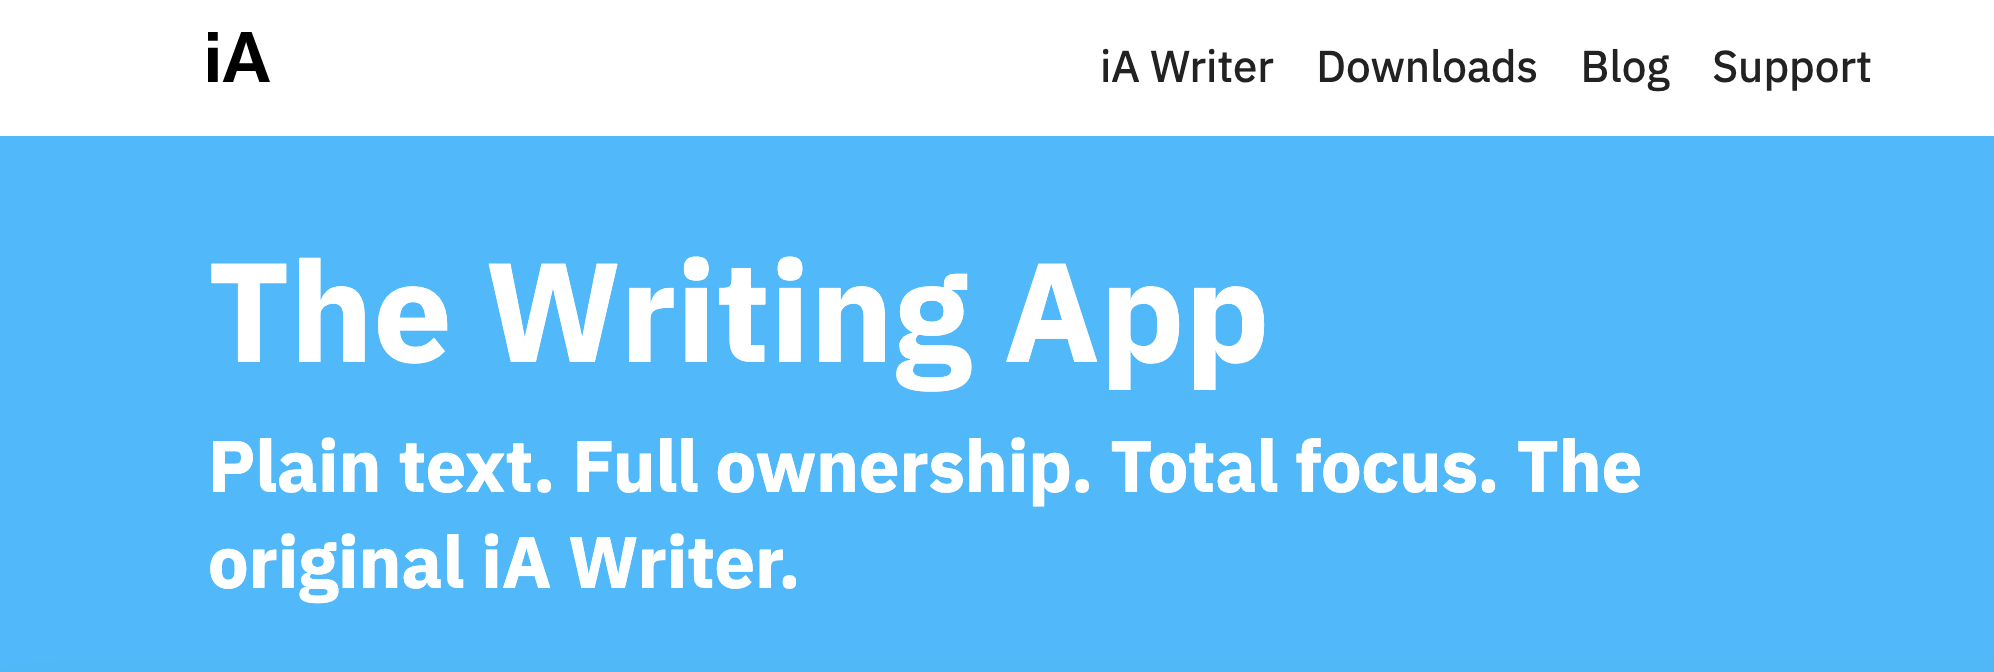 iA
iA Writer Downloads Blog Support
The Writing App
Plain text. Full ownership. Total focus. The
original iA Writer.